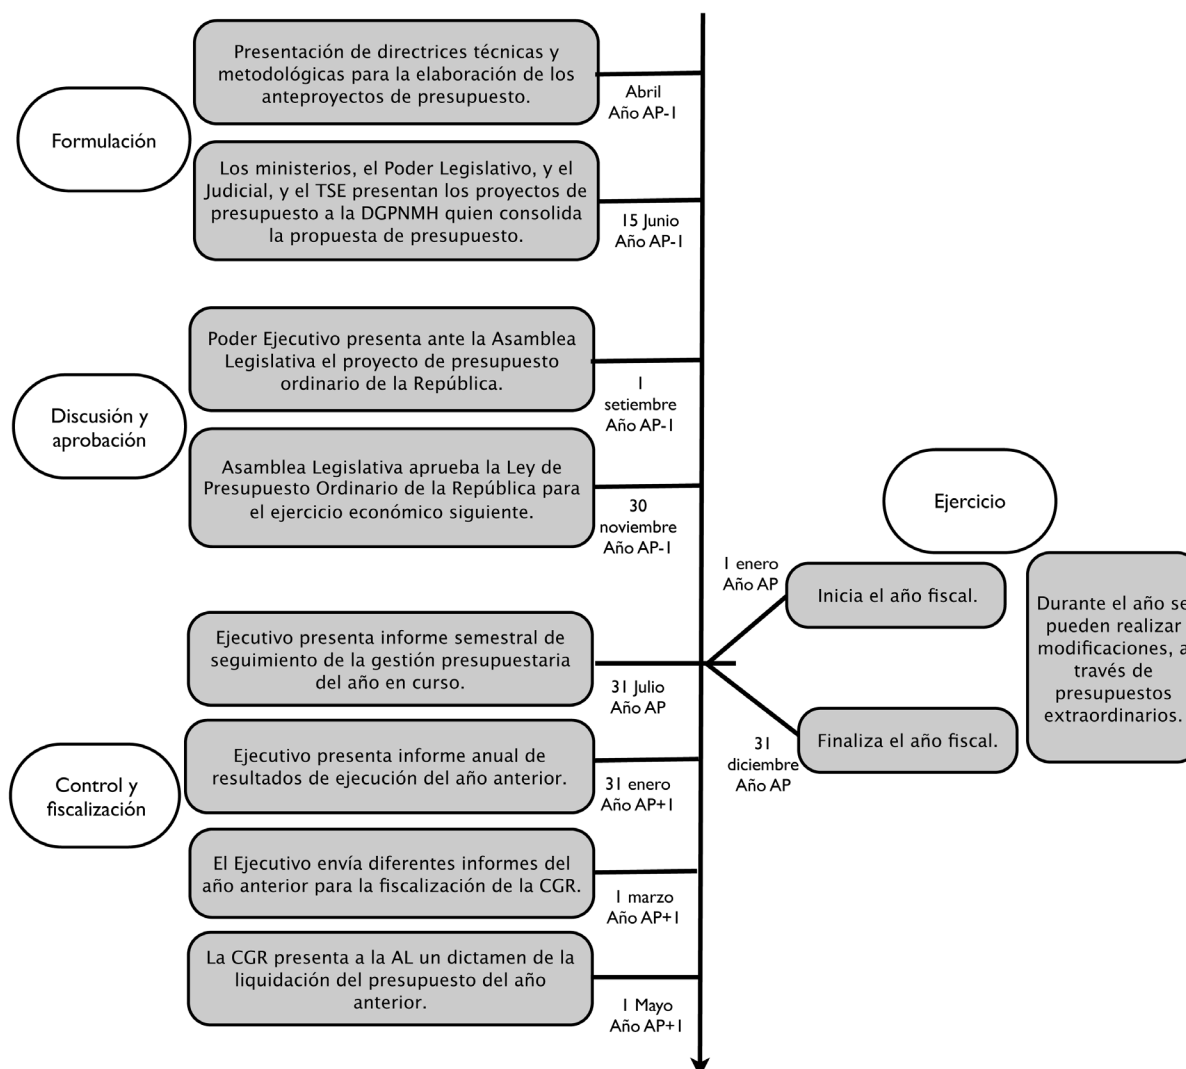 Formulación
Presentación de directrices técnicas y
metodológicas para la elaboración de los
anteproyectos de presupuesto.
Abril
Año AP-1
Los ministerios, el Poder Legislativo, y el
Judicial, y el TSE presentan los proyectos de
presupuesto a la DGPNMH quien consolida
la propuesta de presupuesto.
15 Junio
Año AP-1
Discusión y
aprobación
Poder Ejecutivo presenta ante la Asamblea
Legislativa el proyecto de presupuesto
ordinario de la República.
1
setiembre
Año AP-1
Asamblea Legislativa aprueba la Ley de
Presupuesto Ordinario de la República para
el ejercicio económico siguiente.
30
noviembre
Año AP-1
Ejercicio
1 enero
Año AP
Inicia el año fiscal.
Durante el año se
pueden realizar
modificaciones, a
través de
presupuestos
extraordinarios.
31
diciembre
Año AP
Finaliza el año fiscal.
Control y
fiscalización
Ejecutivo presenta informe semestral de
seguimiento de la gestión presupuestaria
del año en curso.
31 Julio
Año AP
Ejecutivo presenta informe anual de
resultados de ejecución del año anterior.
31 enero
Año AP+1
El Ejecutivo envía diferentes informes del
año anterior para la fiscalización de la CGR.
1 marzo
Año AP+1
La CGR presenta a la AL un dictamen de la
liquidación del presupuesto del año
anterior.
1 Mayo
Año AP+1